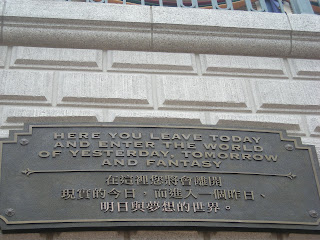 HERE YOU LEAVE TODAY
AND ENTER THE WORLD
OF YESTERDAY, TOMORROW
AND FANTASY
在這裡您將會離開
現實的今日、而進入一個昨日、
明日與夢想的世界。